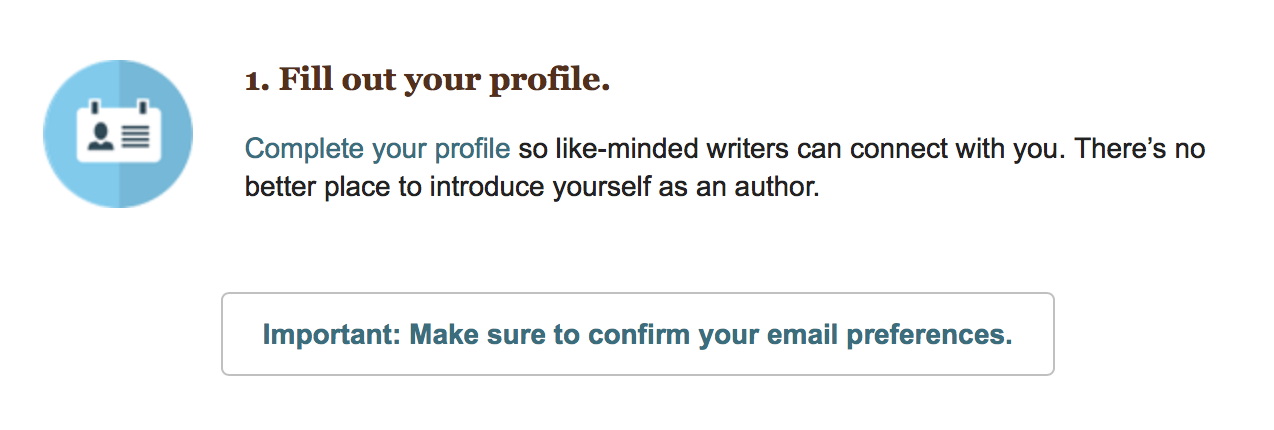 1. Fill out your profile.
Complete your profile so like-minded writers can connect with you. There’s no
better place to introduce yourself as an author.
Important: Make sure to confirm your email preferences.